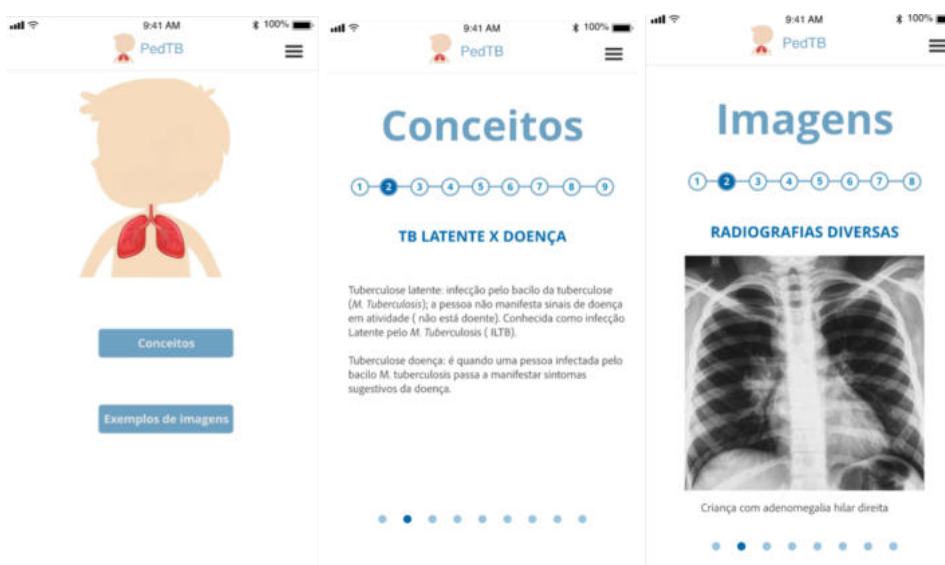 9:41 AM
100%
PedTB
Conceitos
Exemplos de imagens
9:41 AM
100%
PedTB
Conceitos
1 2 3 4 5 6 7 8 9
TB LATENTE X DOENÇA
Tuberculose latente: infecção pelo bacilo da tuberculose
(M. Tuberculosis); a pessoa não manifesta sinais de doença
em atividade ( não está doente). Conhecida como infecção
Latente pelo M. Tuberculosis ( ILTB).
Tuberculose doença: é quando uma pessoa infectada pelo
bacilo M. tuberculosis passa a manifestar sintomas
sugestivos da doença.
9:41 AM
100%
PedTB
Imagens
1 2 3 4 5 6 7 8
RADIOGRAFIAS DIVERSAS
Criança com adenomegalia hilar direita